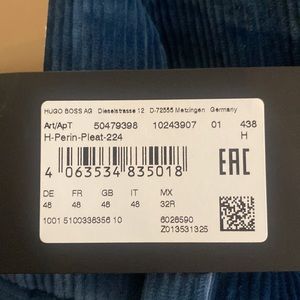 HUGO BOSS AG Dieselstrasse 12 D-72555 Metzingen Germany
Art/ApT 50479398 10243907 01 438
H-Perin-Pleat-224 H
4 063534 835018
EAC
DE FR GB IT MX
48 48 48 48 32R
1001 5100338356 10 6028590
Z013531325